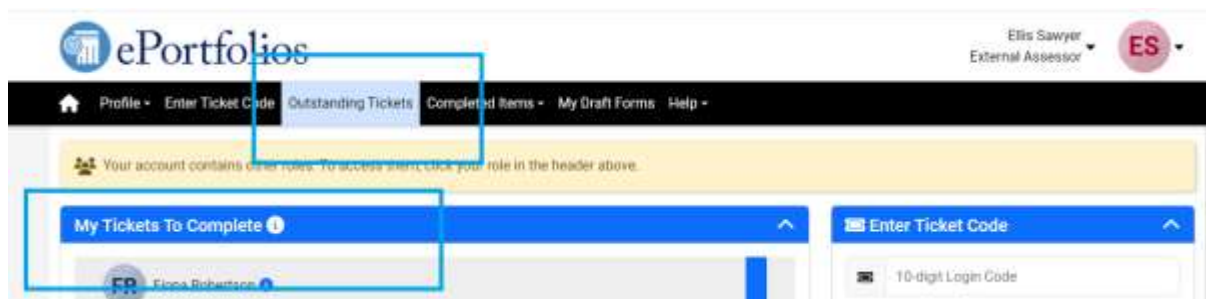 ePortfolios
Ellis Sawyer
External Assessor
ES
Profile Enter Ticket Code Outstanding Tickets Completed Items My Draft Forms Help
Your account contains other roles. To access them, click your role in the header above.
My Tickets To Complete
Enter Ticket Code
FR Fiona Robertson
10-digit Login Code